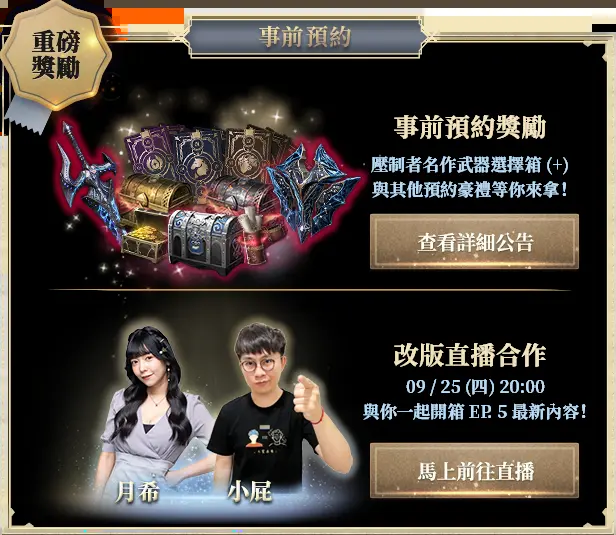 重磅
獎勵
事前預約
事前預約獎勵
壓制者名作武器選擇箱 (+)
與其他預約豪禮等你來拿!
查看詳細公告
改版直播合作
09 / 25 (四) 20:00
與你一起開箱 EP. 5 最新內容!
馬上前往直播
月希
小屁